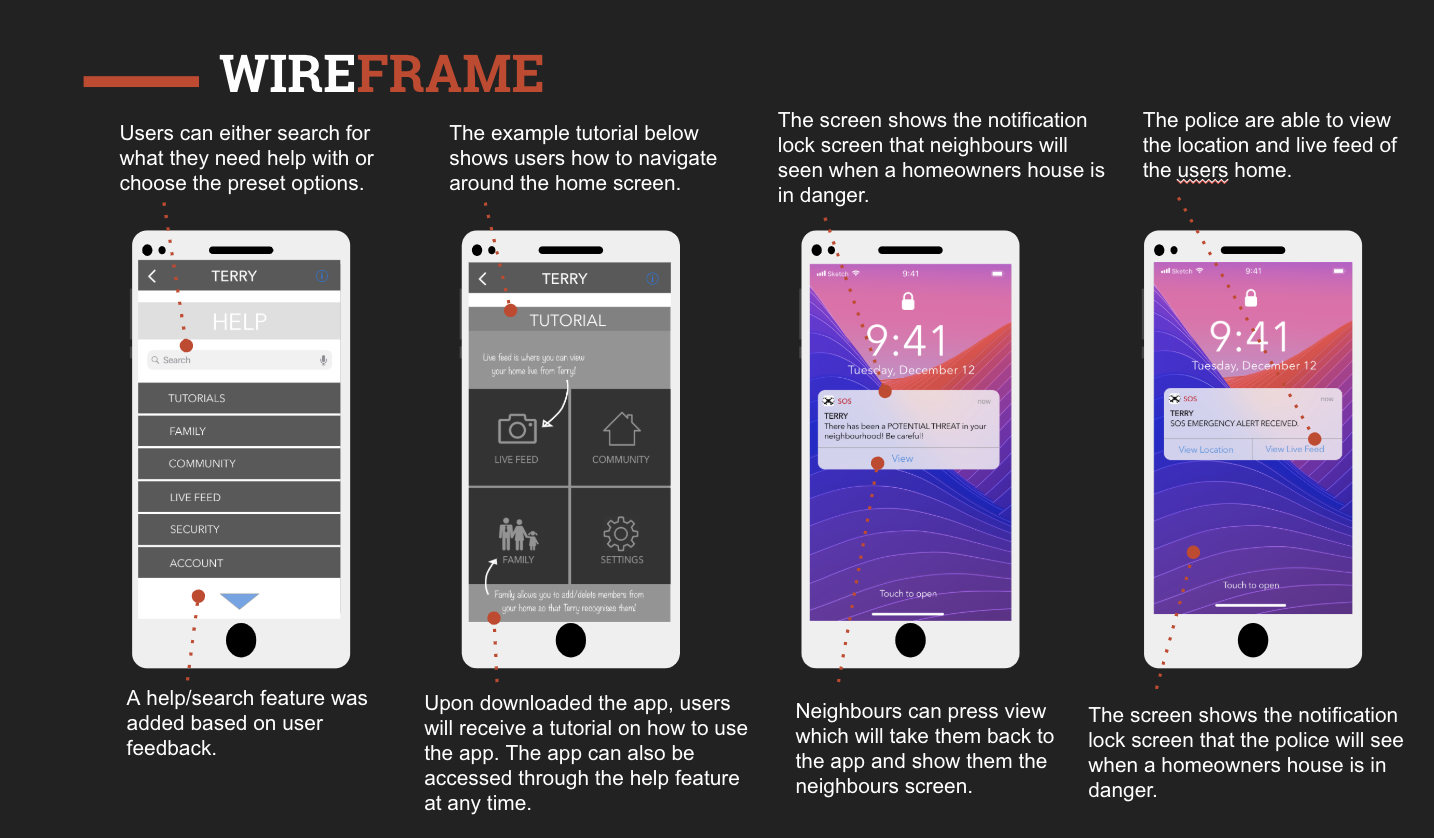 WIREFRAME
Users can either search for
what they need help with or
choose the preset options.
The example tutorial below
shows users how to navigate
around the home screen.
The screen shows the notification
lock screen that neighbours will
seen when a homeowners house is
in danger.
The police are able to view
the location and live feed of
the users home.
TERRY
HELP
Search
TUTORIALS
FAMILY
COMMUNITY
LIVE FEED
SECURITY
ACCOUNT
TERRY
TUTORIAL
Live feed is where you can view
your home live from Terry!
LIVE FEED
COMMUNITY
FAMILY
SETTINGS
Family allows you to add/delete members from
your home so that Terry recognises them!
Sketch
9:41
9:41
Tuesday, December 12
SOS
now
TERRY
There has been a POTENTIAL THREAT in your
neighbourhood! Be careful!
View
Touch to open
Sketch
9:41
9:41
Tuesday, December 12
SOS
now
TERRY
SOS EMERGENCY ALERT RECEIVED.
View Location
View Live Feed
Touch to open
A help/search feature was
added based on user
feedback.
Upon downloaded the app, users
will receive a tutorial on how to use
the app. The app can also be
accessed through the help feature
at any time.
Neighbours can press view
which will take them back to
the app and show them the
neighbours screen.
The screen shows the notification
lock screen that the police will see
when a homeowners house is in
danger.